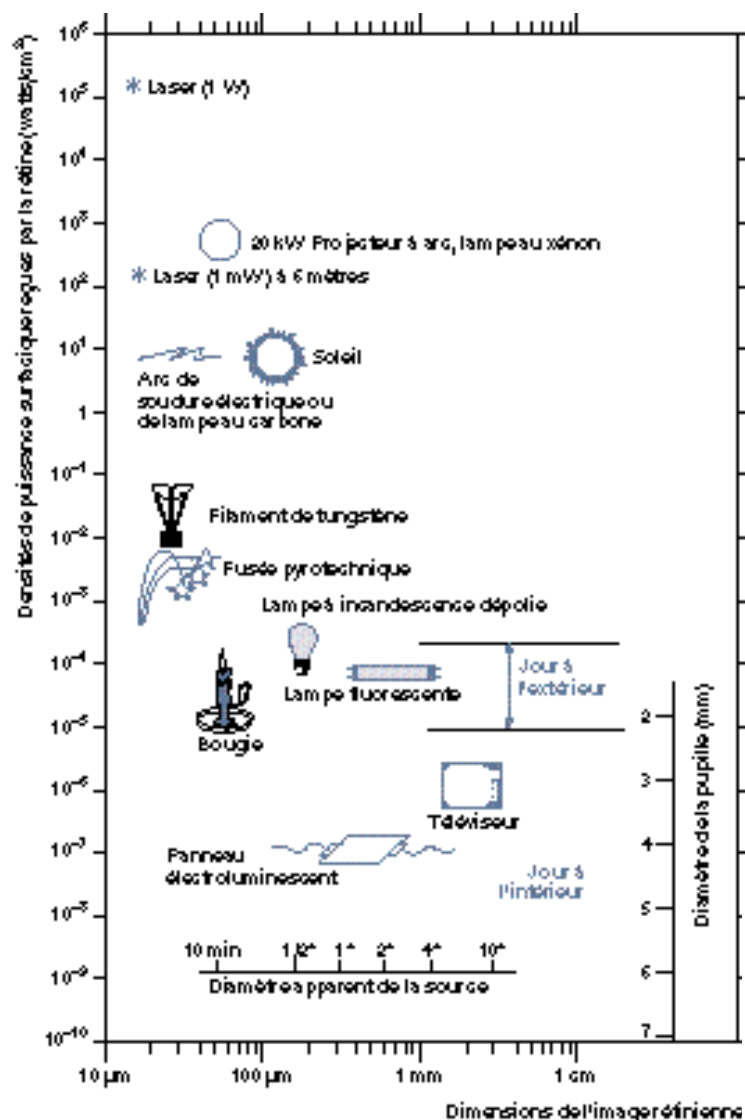 Densités de puissance surfacique reçues par la rétine (watts/cm²)
10⁶
10⁵
10⁴
10³
10²
10¹
1
10⁻¹
10⁻²
10⁻³
10⁻⁴
10⁻⁵
10⁻⁶
10⁻⁷
10⁻⁸
10⁻⁹
10⁻¹⁰
Laser (1 W)
20 kW Projecteur à arc, lampe au xénon
Laser (1 mW) à 6 mètres
Soleil
Arc de
soudure électrique ou
de lampe au carbone
Filament de tungstène
Fusée pyrotechnique
Lampe à incandescence dépolie
Lampe fluorescente
Jour à
l'extérieur
Bougie
Téléviseur
Panneau
électroluminescent
Jour à
l'intérieur
10 min 1/2° 1° 2° 4° 10°
Diamètre apparent de la source
Diamètre de la pupille (mm)
2
3
4
5
6
7
10 µm 100 µm 1 mm 1 cm
Dimensions de l'image rétinienne